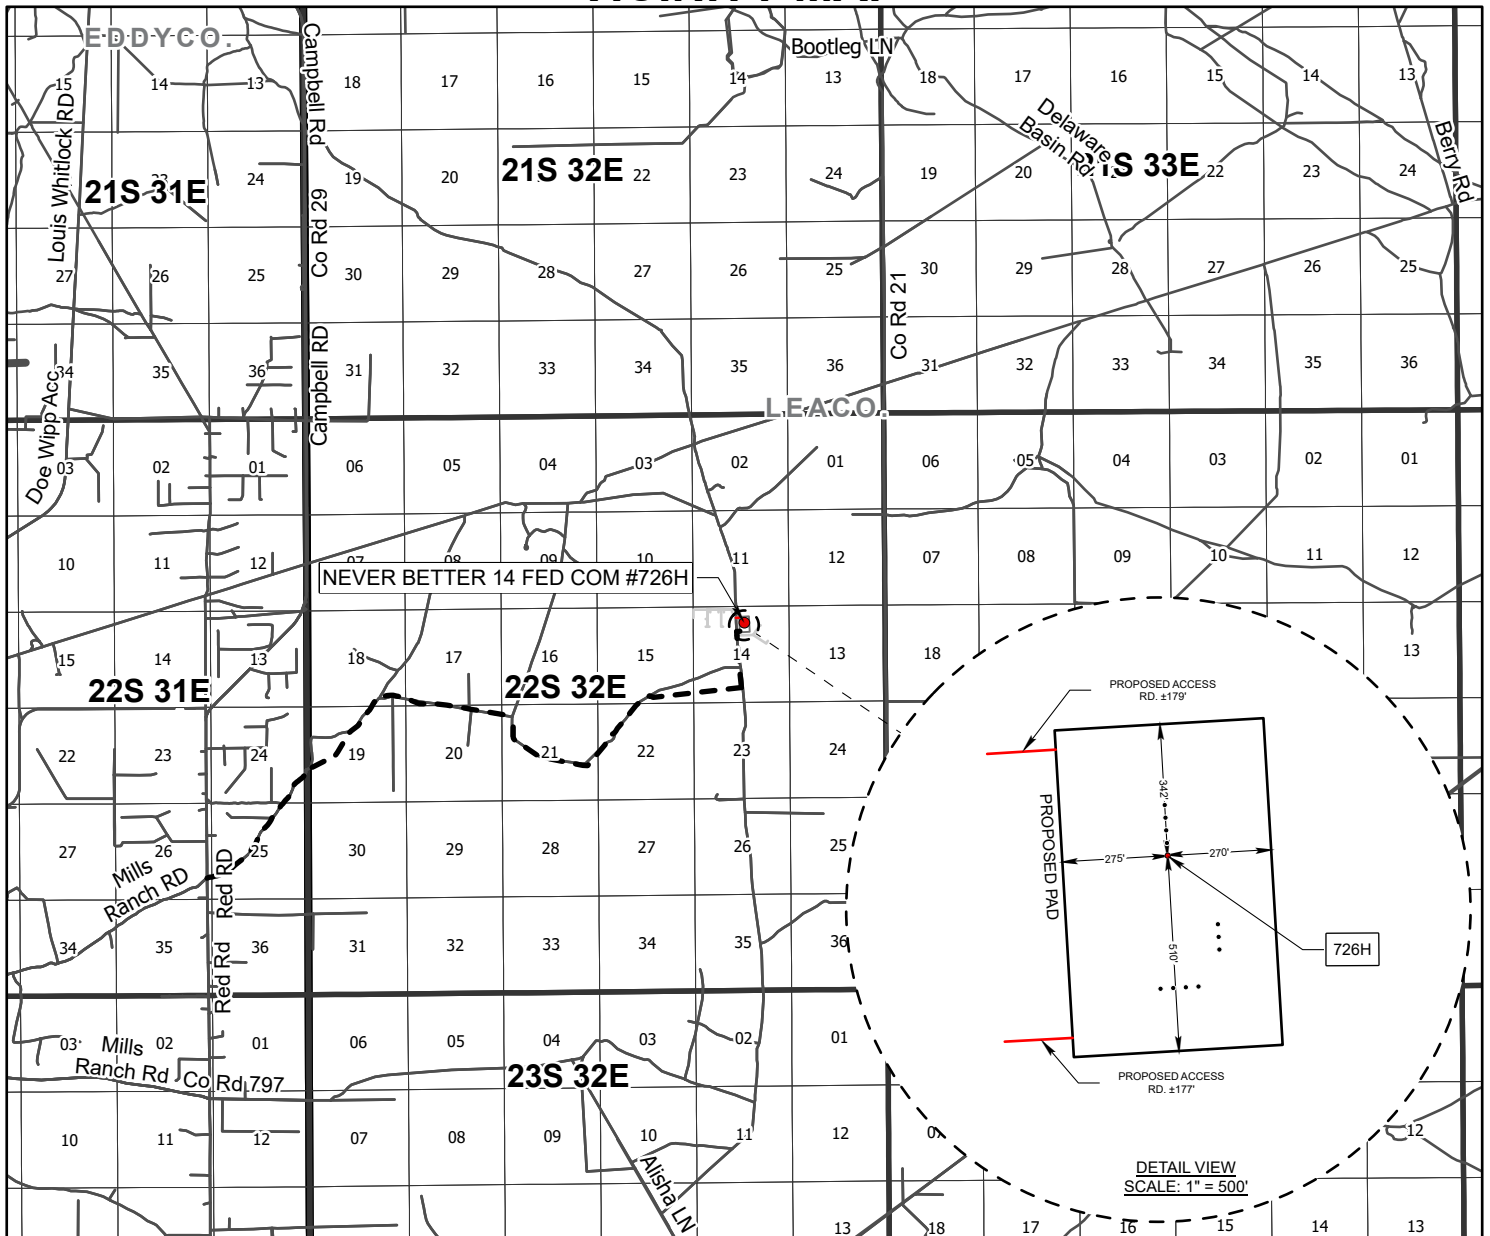 EDDYCO.
Campbell Rd
Bootleg LN
15 14 13 18 17 16 15 14 13 18 17 16 15 14 13
Louis Whitlock RD
Delaware
Basin Rd
Berry Rd
21S 31E
21S 32E
1S 33E
24 19 20 22 23 24 19 20 22 23 24
Co Rd 29
27 26 25 30 29 28 27 26 25 30 29 28 27 26 25
Co Rd 21
Campbell RD
34 35 36 31 32 33 34 35 36 31 32 33 34 35 36
Doe Wipp Acc
LEACO.
03 02 01 06 05 04 03 02 01 06 05 04 03 02 01
10 11 12 07 08 09 10 11 12 07 08 09 10 11 12
NEVER BETTER 14 FED COM #726H
15 14 13 18 17 16 15 14 13 18 13
22S 31E
22S 32E
22 23 24 19 20 21 22 23 24
27 26 25 30 29 28 27 26 25
Mills
Ranch RD
Red RD
34 35 36 31 32 33 34 35 36
Red Rd
03 02 01 06 05 04 03 02 01
Mills
Ranch Rd
Co Rd 797
23S 32E
10 11 12 07 08 09 10 11 12 07 12
Alisha LN
13 18 17 16 15 14 13
PROPOSED ACCESS
RD. ±179'
PROPOSED PAD
342'
275'
270'
510'
726H
PROPOSED ACCESS
RD. ±177'
DETAIL VIEW
SCALE: 1" = 500'